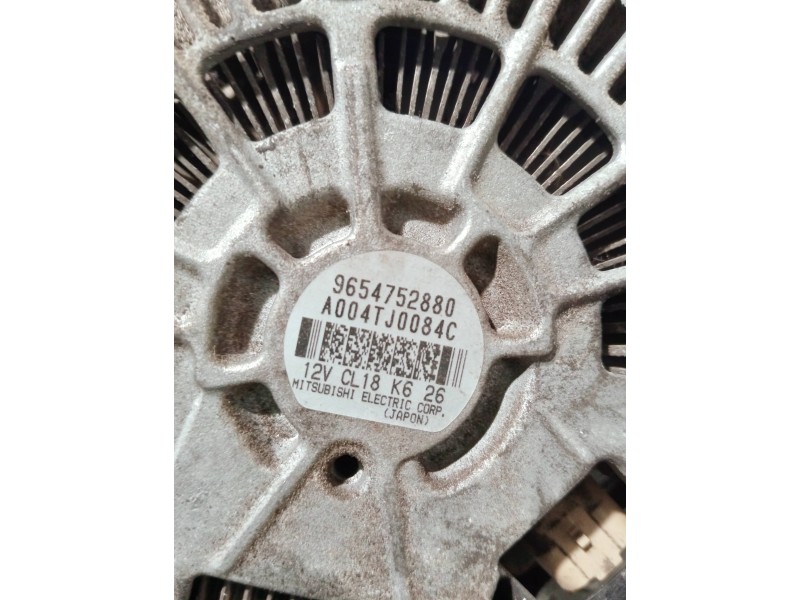 9654752880
A004TJ0084C
12V CL18 K6 26
MITSUBISHI ELECTRIC CORP.
(JAPON)